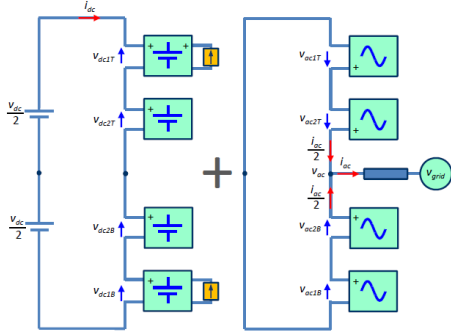 i_dc
v_dc1T
+
+
v_dc/2
v_dc2T
+
v_dc/2
v_dc2B
+
v_dc1B
+
+
+
v_ac1T
+
v_ac2T
+
i_ac/2
v_ac
i_ac
v_grid
i_ac/2
v_ac2B
+
v_ac1B
+